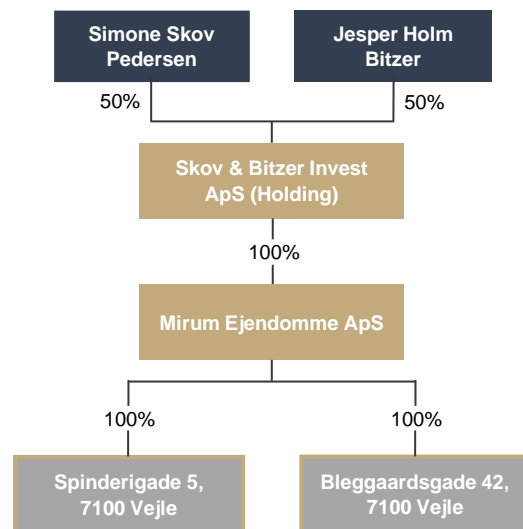 Simone Skov
Pedersen
Jesper Holm
Bitzer
50%
50%
Skov & Bitzer Invest
ApS (Holding)
100%
Mirum Ejendomme ApS
100%
100%
Spinderigade 5,
7100 Vejle
Bleggaardsgade 42,
7100 Vejle